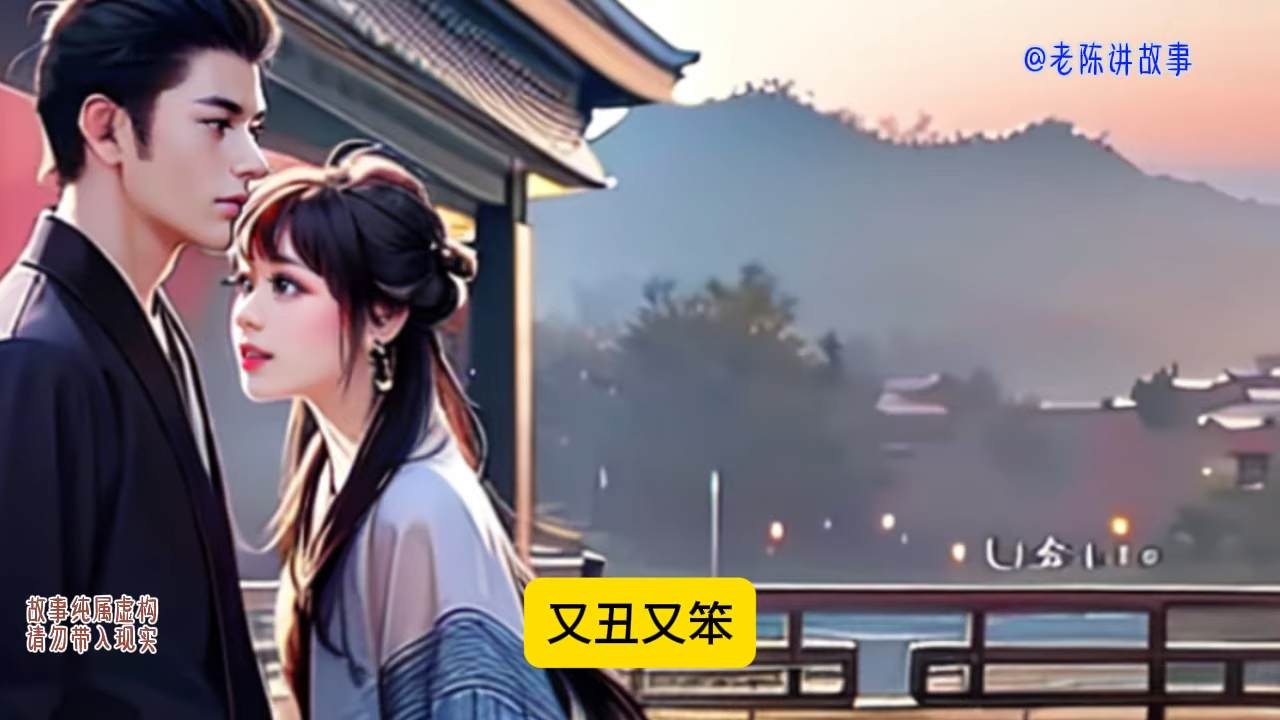 @老陈讲故事
故事纯属虚构
请勿带入现实
又丑又笨